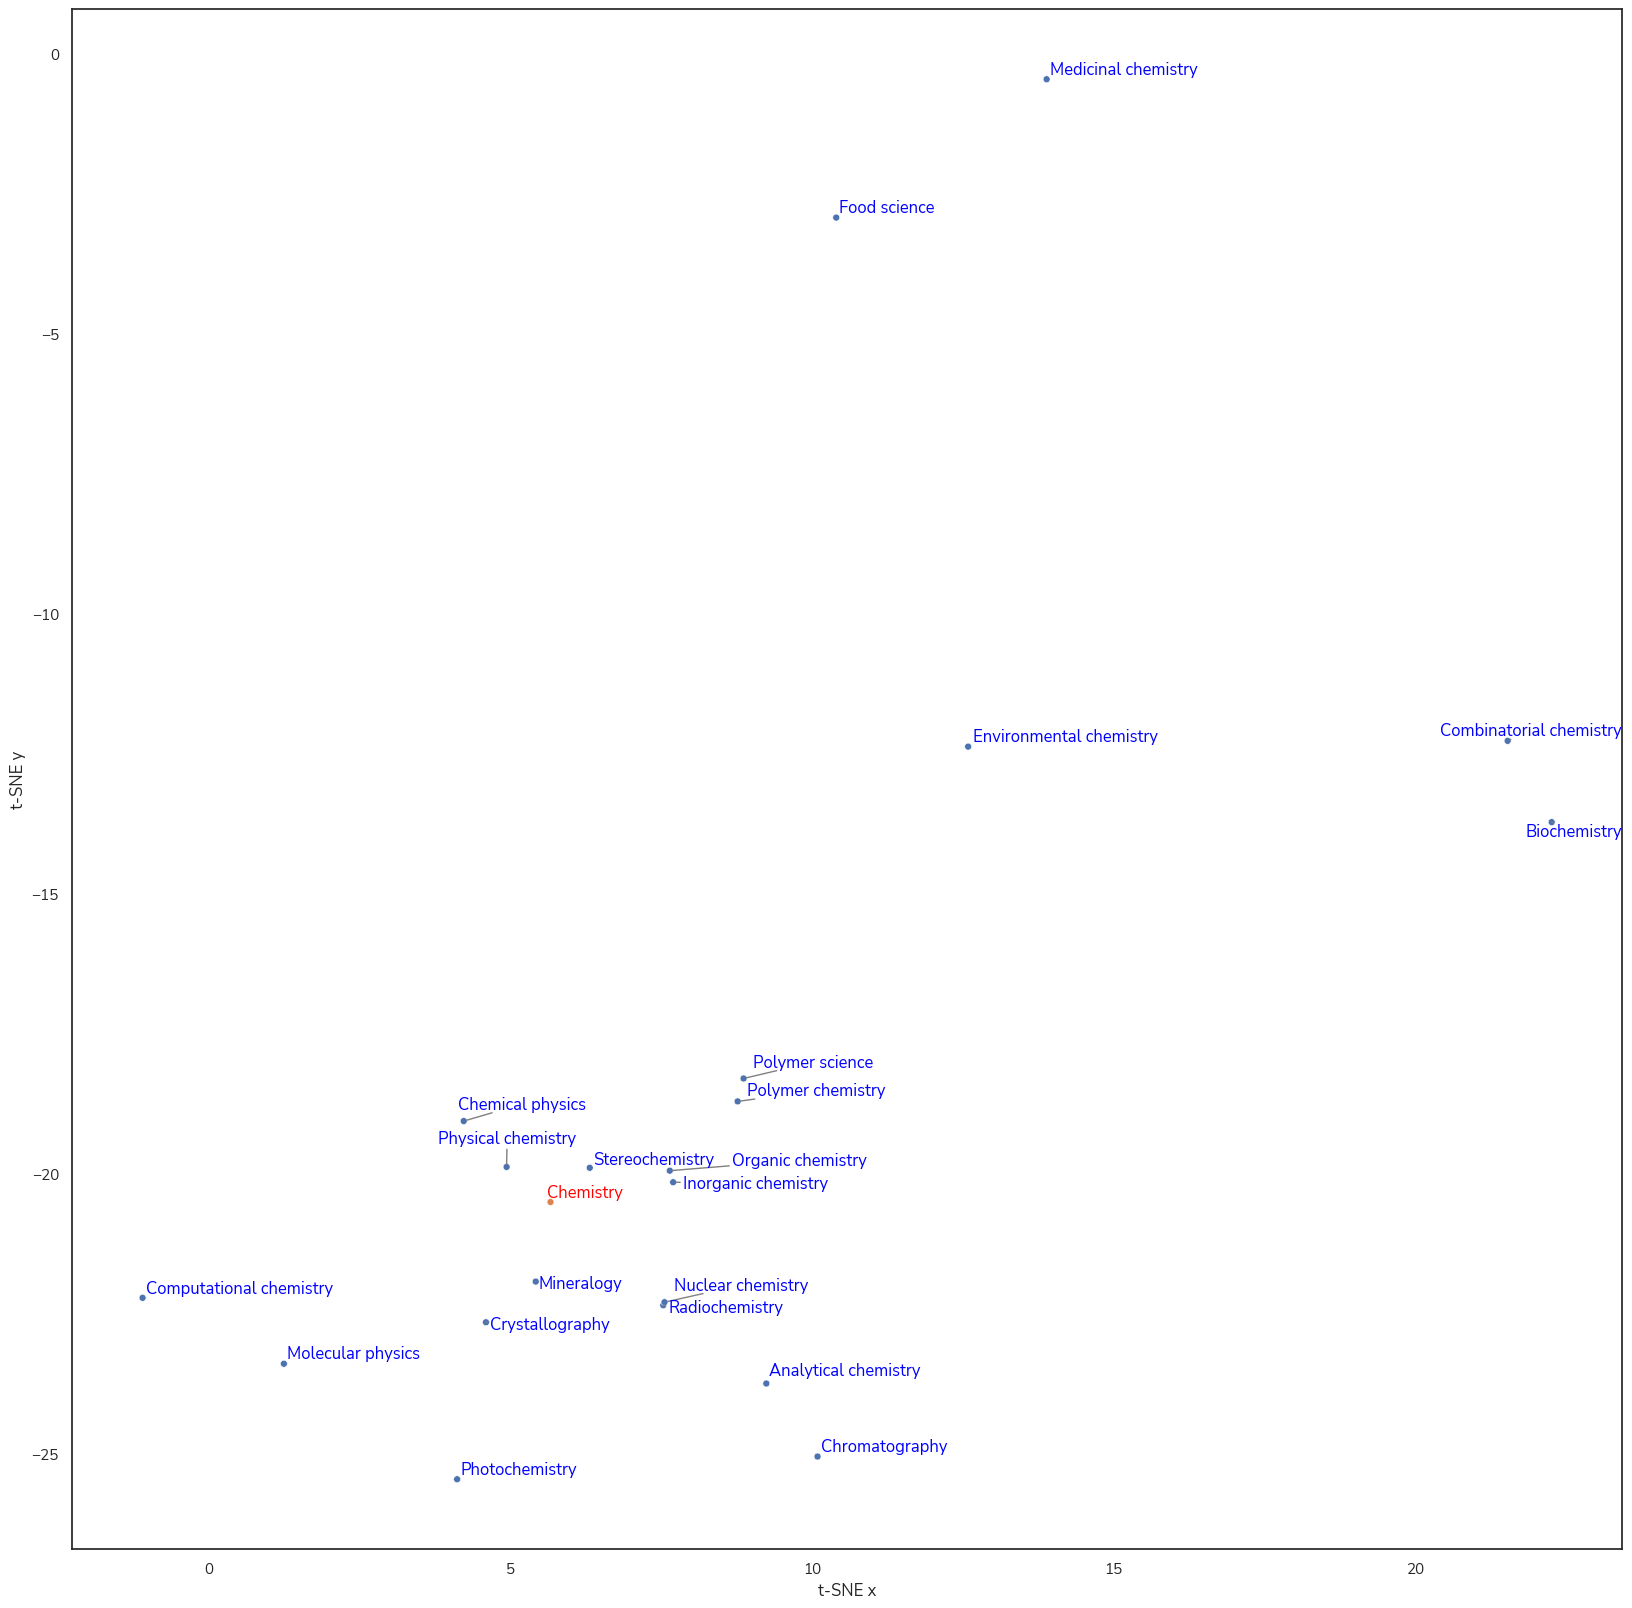 0
Medicinal chemistry
Food science
−5
−10
Combinatorial chemistry
Environmental chemistry
t-SNE y
Biochemistry
−15
Polymer science
Polymer chemistry
Chemical physics
Physical chemistry
Stereochemistry
Organic chemistry
−20
Inorganic chemistry
Chemistry
Mineralogy
Nuclear chemistry
Computational chemistry
Radiochemistry
Crystallography
Molecular physics
Analytical chemistry
Chromatography
−25
Photochemistry
0 5 10 15 20
t-SNE x